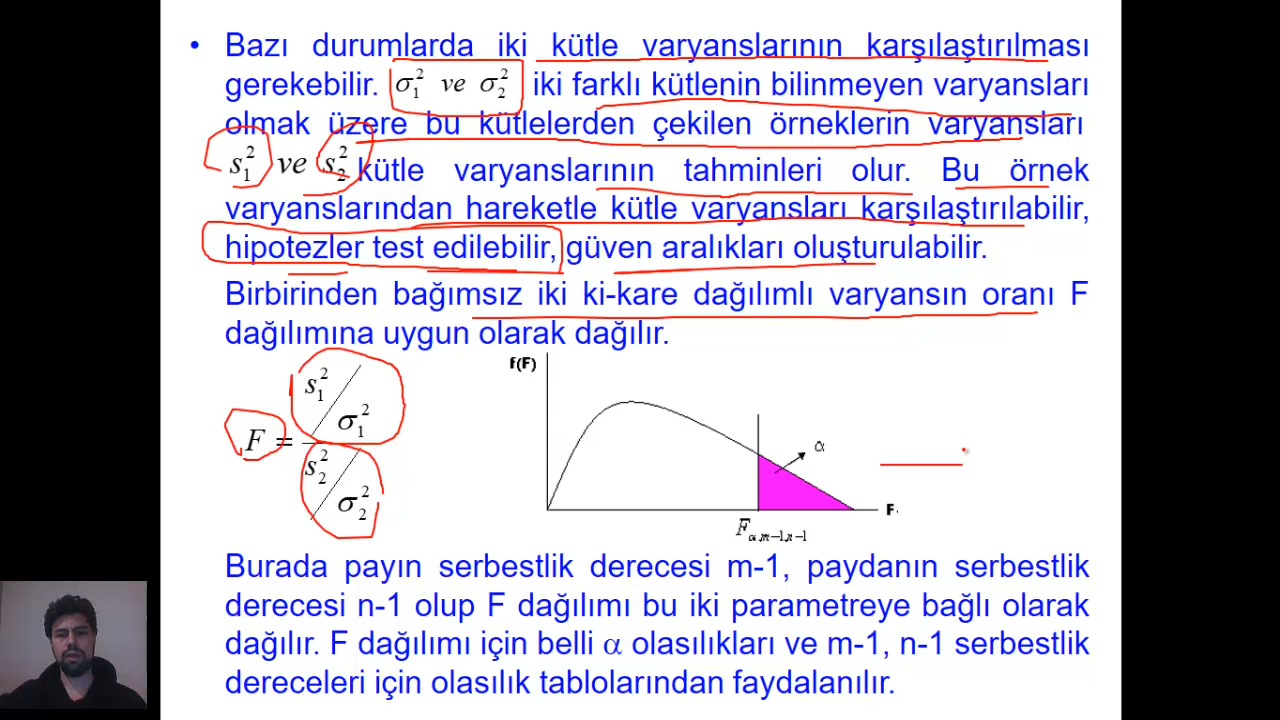 • Bazı durumlarda iki kütle varyanslarının karşılaştırılması
gerekebilir. σ₁² ve σ₂² iki farklı kütlenin bilinmeyen varyansları
olmak üzere bu kütlelerden çekilen örneklerin varyansları
s₁² ve s₂² kütle varyanslarının tahminleri olur. Bu örnek
varyanslarından hareketle kütle varyansları karşılaştırılabilir,
hipotezler test edilebilir, güven aralıkları oluşturulabilir.
Birbirinden bağımsız iki ki-kare dağılımlı varyansın oranı F
dağılımına uygun olarak dağılır.
F = (s₁² / σ₁²) / (s₂² / σ₂²)
f(F)
α
F
F α,m−1,n−1
Burada payın serbestlik derecesi m-1, paydanın serbestlik
derecesi n-1 olup F dağılımı bu iki parametreye bağlı olarak
dağılır. F dağılımı için belli α olasılıkları ve m-1, n-1 serbestlik
dereceleri için olasılık tablolarından faydalanılır.